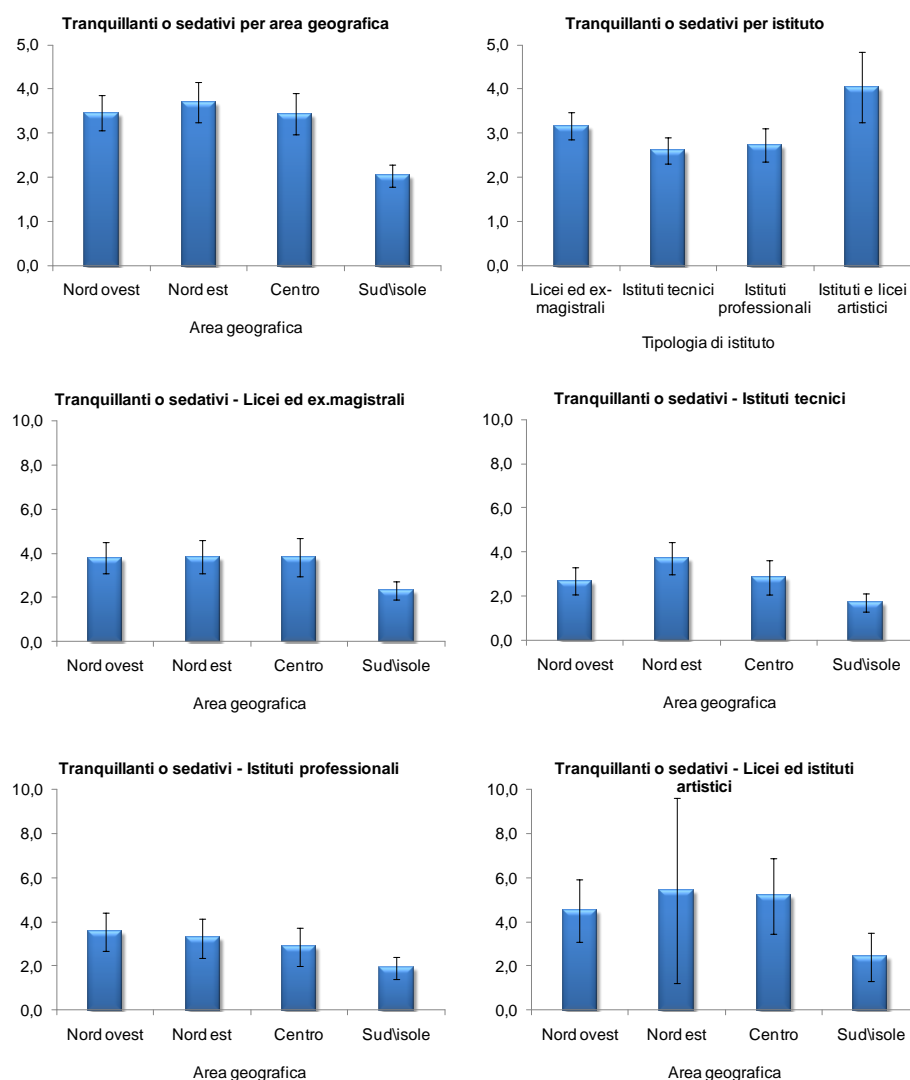 Tranquillanti o sedativi per area geografica
5,0
4,0
3,0
2,0
1,0
0,0
Nord ovest Nord est Centro Sud\isole
Area geografica
Tranquillanti o sedativi per istituto
5,0
4,0
3,0
2,0
1,0
0,0
Licei ed ex- Istituti tecnici Istituti Istituti e licei
magistrali professionali artistici
Tipologia di istituto
Tranquillanti o sedativi - Licei ed ex.magistrali
10,0
8,0
6,0
4,0
2,0
0,0
Nord ovest Nord est Centro Sud\isole
Area geografica
Tranquillanti o sedativi - Istituti tecnici
10,0
8,0
6,0
4,0
2,0
0,0
Nord ovest Nord est Centro Sud\isole
Area geografica
Tranquillanti o sedativi - Istituti professionali
10,0
8,0
6,0
4,0
2,0
0,0
Nord ovest Nord est Centro Sud\isole
Area geografica
Tranquillanti o sedativi - Licei ed istituti
artistici
10,0
8,0
6,0
4,0
2,0
0,0
Nord ovest Nord est Centro Sud\isole
Area geografica